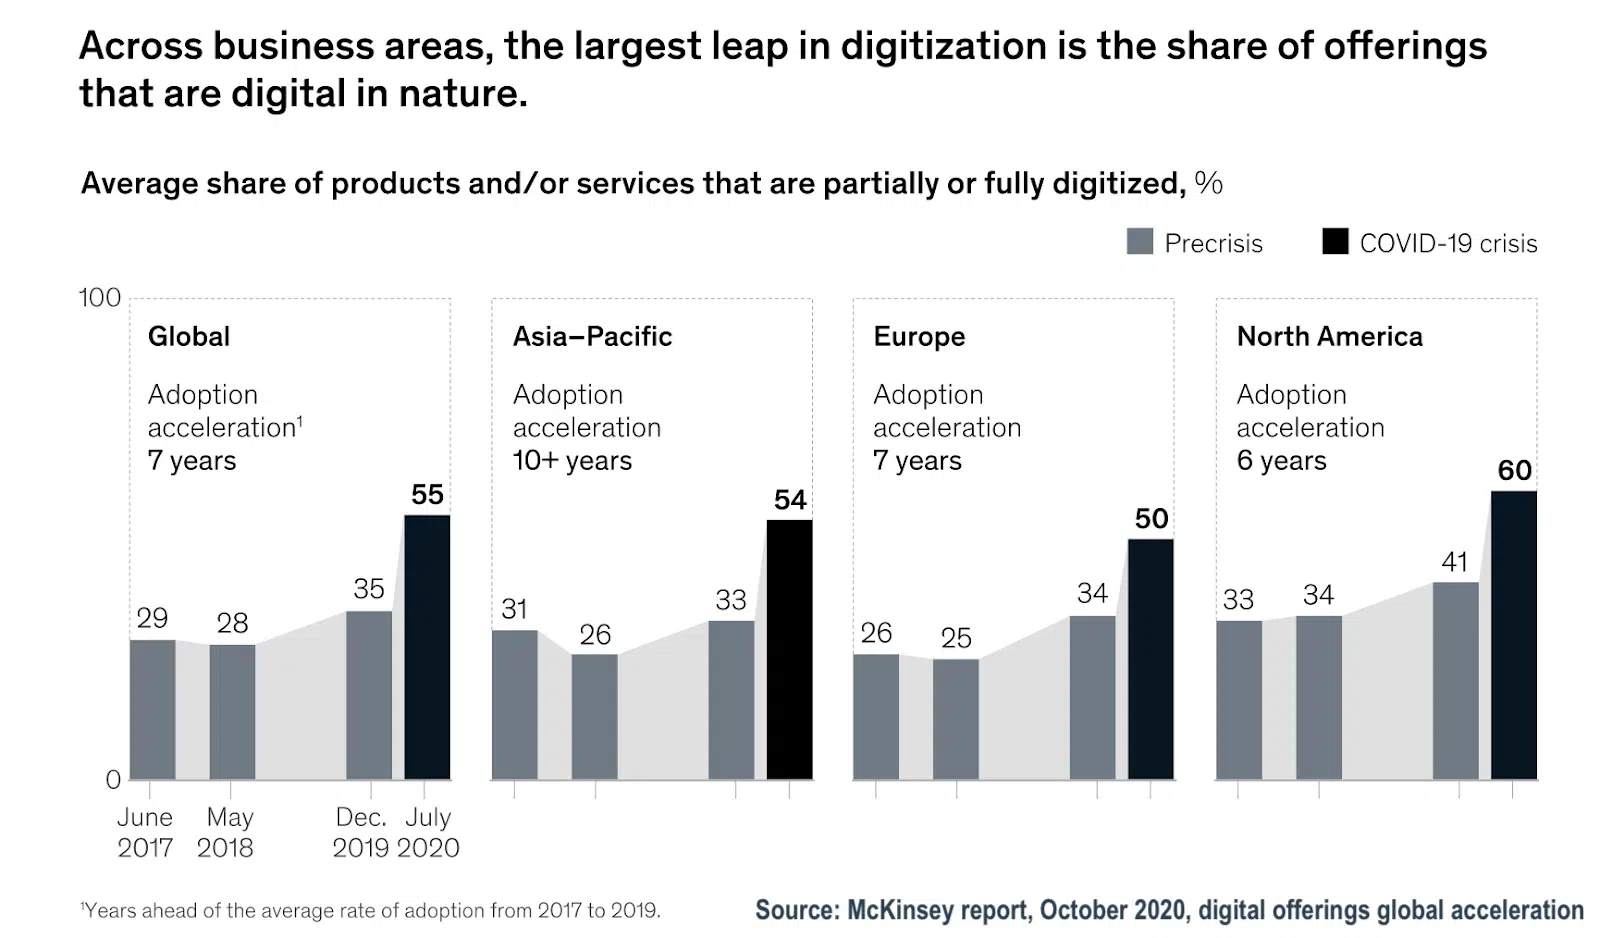 Across business areas, the largest leap in digitization is the share of offerings
that are digital in nature.
Average share of products and/or services that are partially or fully digitized, %
Precrisis
COVID-19 crisis
100
0
Global
Adoption
acceleration¹
7 years
29
28
35
55
June
2017
May
2018
Dec.
2019
July
2020
Asia–Pacific
Adoption
acceleration
10+ years
31
26
33
54
Europe
Adoption
acceleration
7 years
26
25
34
50
North America
Adoption
acceleration
6 years
33
34
41
60
¹Years ahead of the average rate of adoption from 2017 to 2019.
Source: McKinsey report, October 2020, digital offerings global acceleration